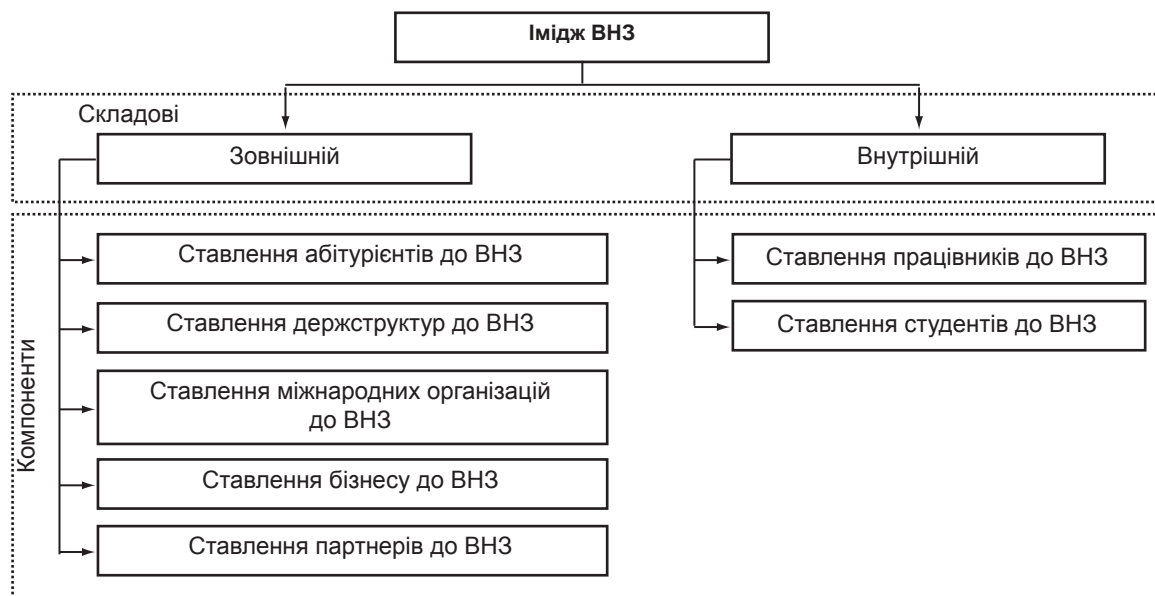 Імідж ВНЗ
Складові
Зовнішній
Внутрішній
Компоненти
Ставлення абітурієнтів до ВНЗ
Ставлення держструктур до ВНЗ
Ставлення міжнародних організацій
до ВНЗ
Ставлення бізнесу до ВНЗ
Ставлення партнерів до ВНЗ
Ставлення працівників до ВНЗ
Ставлення студентів до ВНЗ